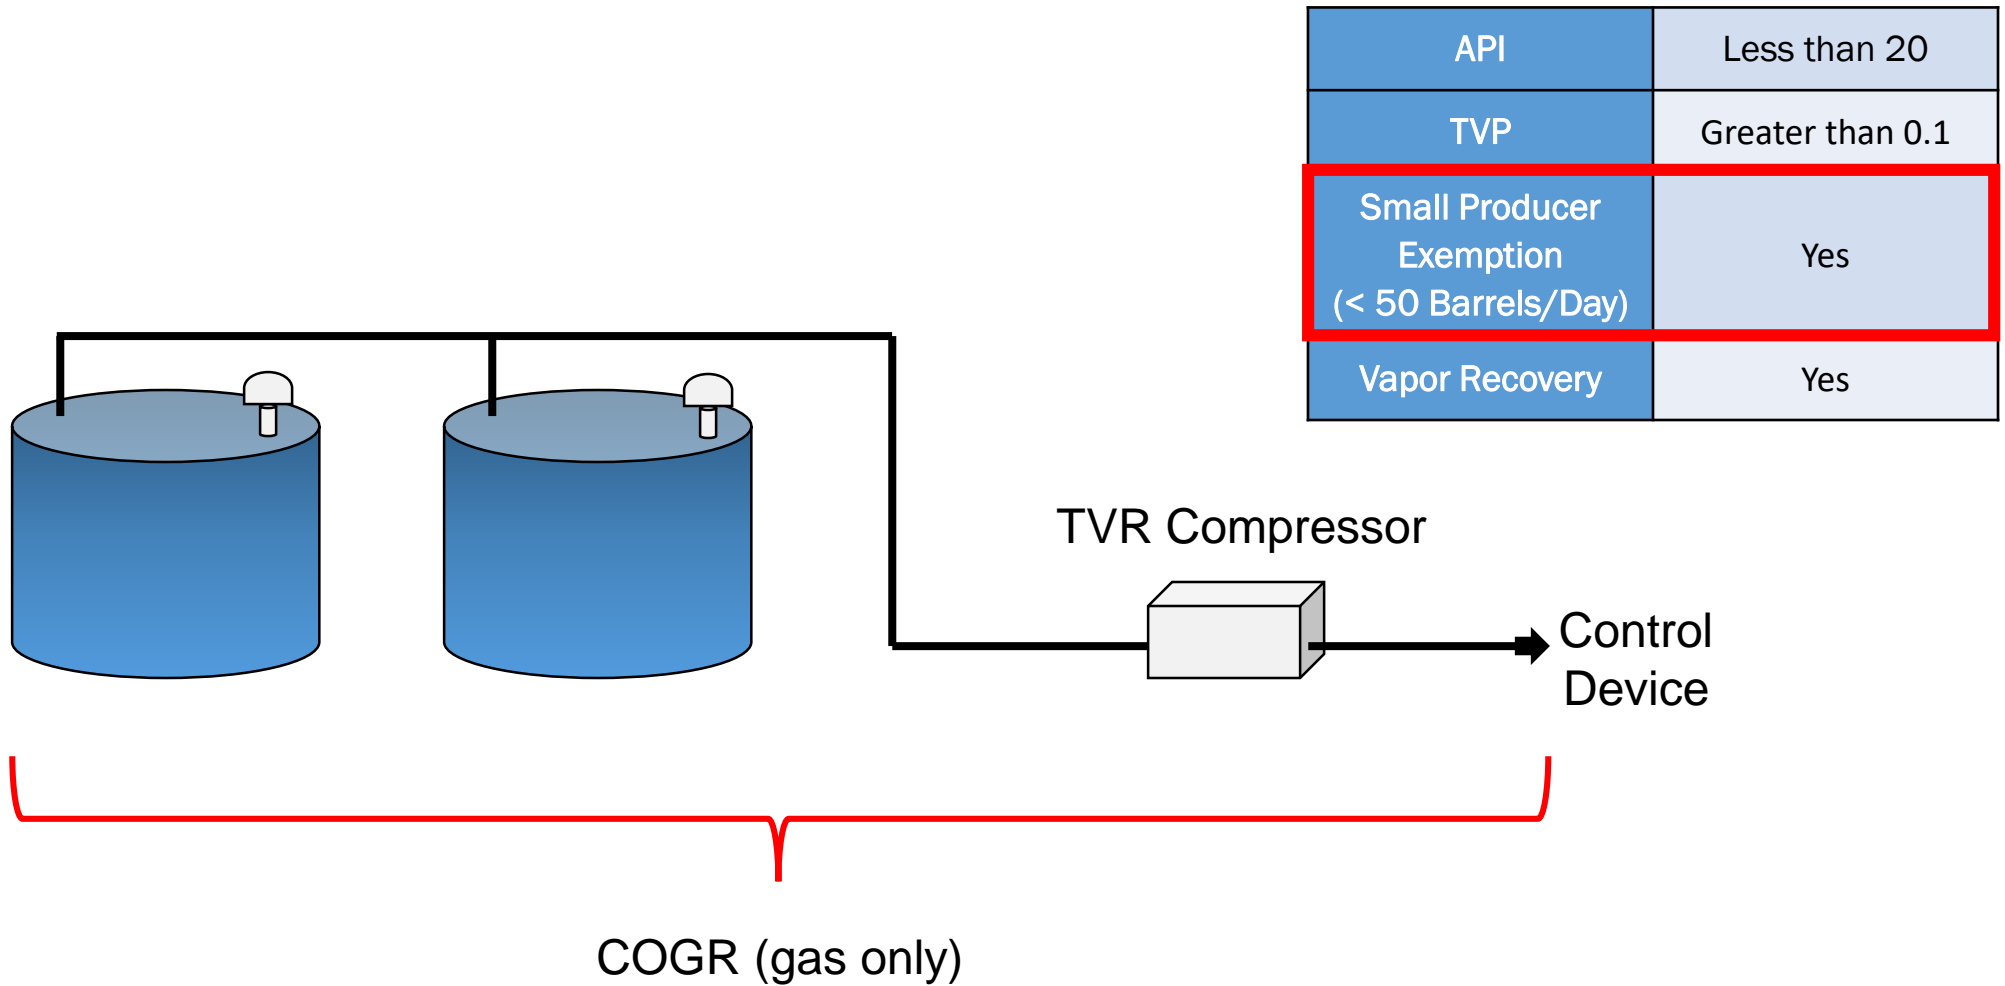 API
Less than 20
TVP
Greater than 0.1
Small Producer
Exemption
(< 50 Barrels/Day)
Yes
Vapor Recovery
Yes
TVR Compressor
Control
Device
COGR (gas only)